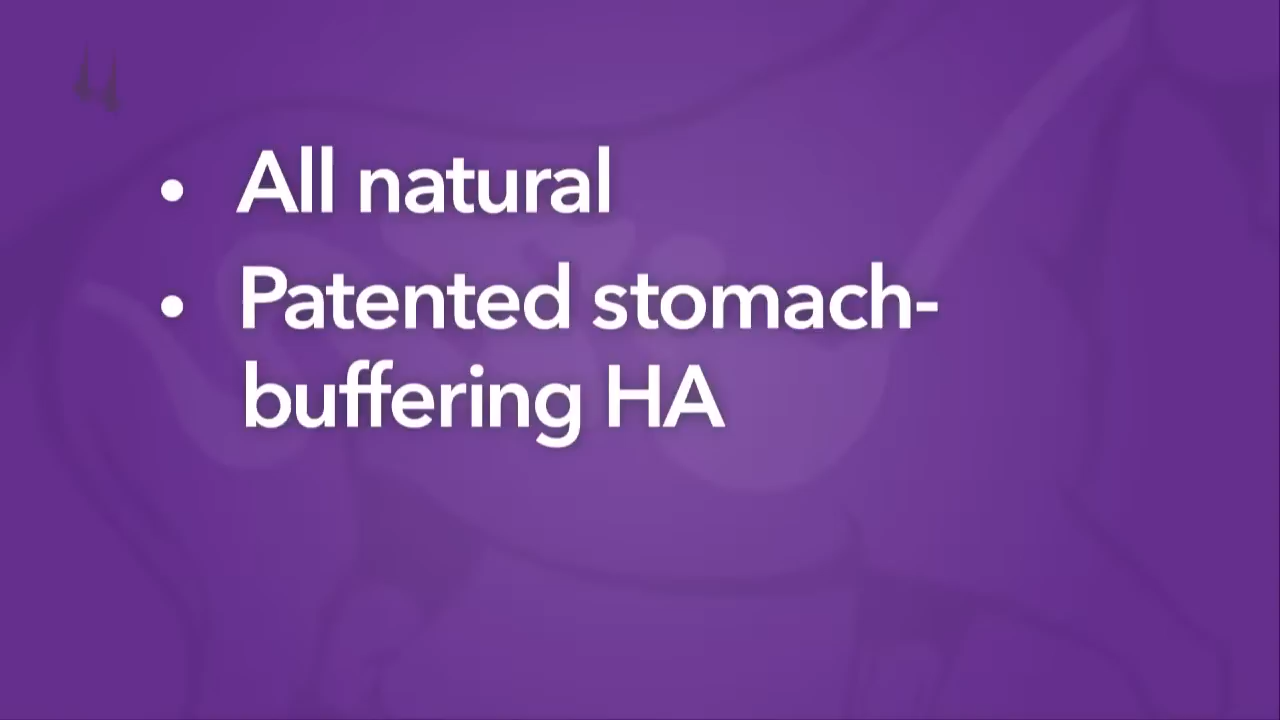 • All natural
• Patented stomach-
buffering HA